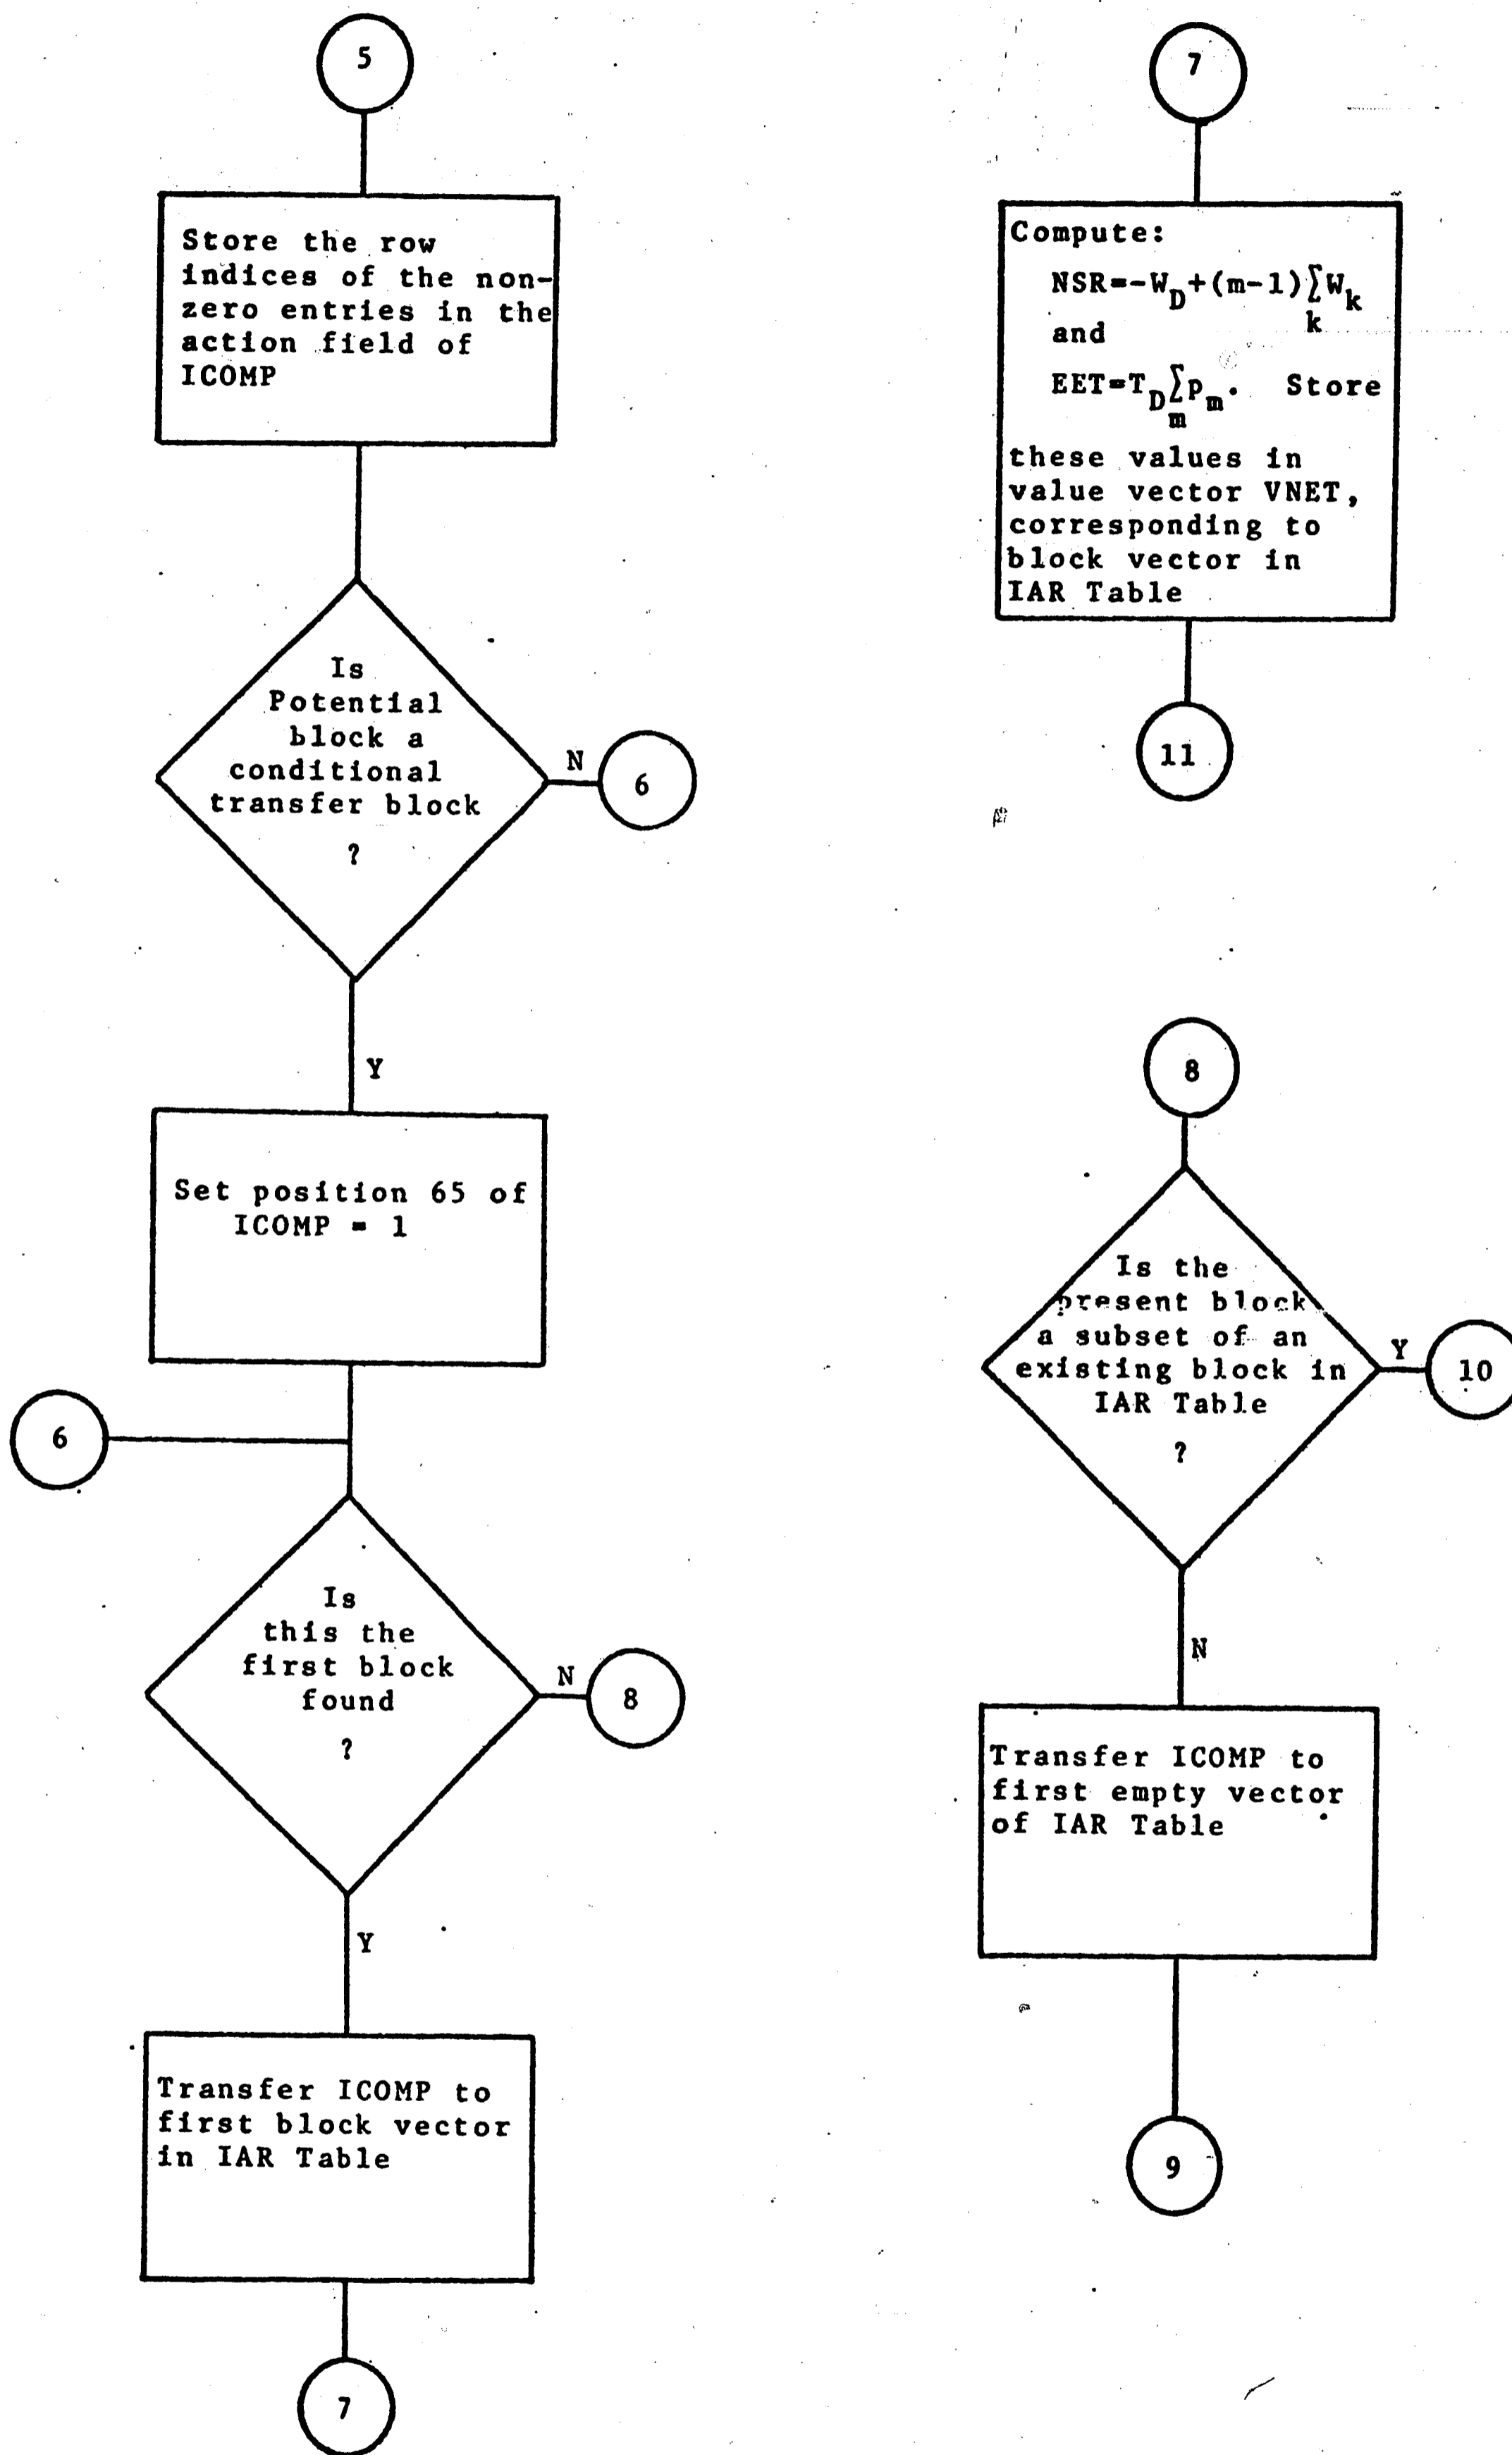 5
Store the row
indices of the non-
zero entries in the
action field of
ICOMP
Is
Potential
block a
conditional
transfer block
?
N
6
Y
Set position 65 of
ICOMP = 1
6
Is
this the
first block
found
?
N
8
Y
Transfer ICOMP to
first block vector
in IAR Table
7
7
Compute:
NSR=-W_D+(m-1)∑W_k
k
and
EET=T_D∑p_m. Store
m
these values in
value vector VNET,
corresponding to
block vector in
IAR Table
11
8
Is the
present block
a subset of an
existing block in
IAR Table
?
Y
10
N
Transfer ICOMP to
first empty vector
of IAR Table
9